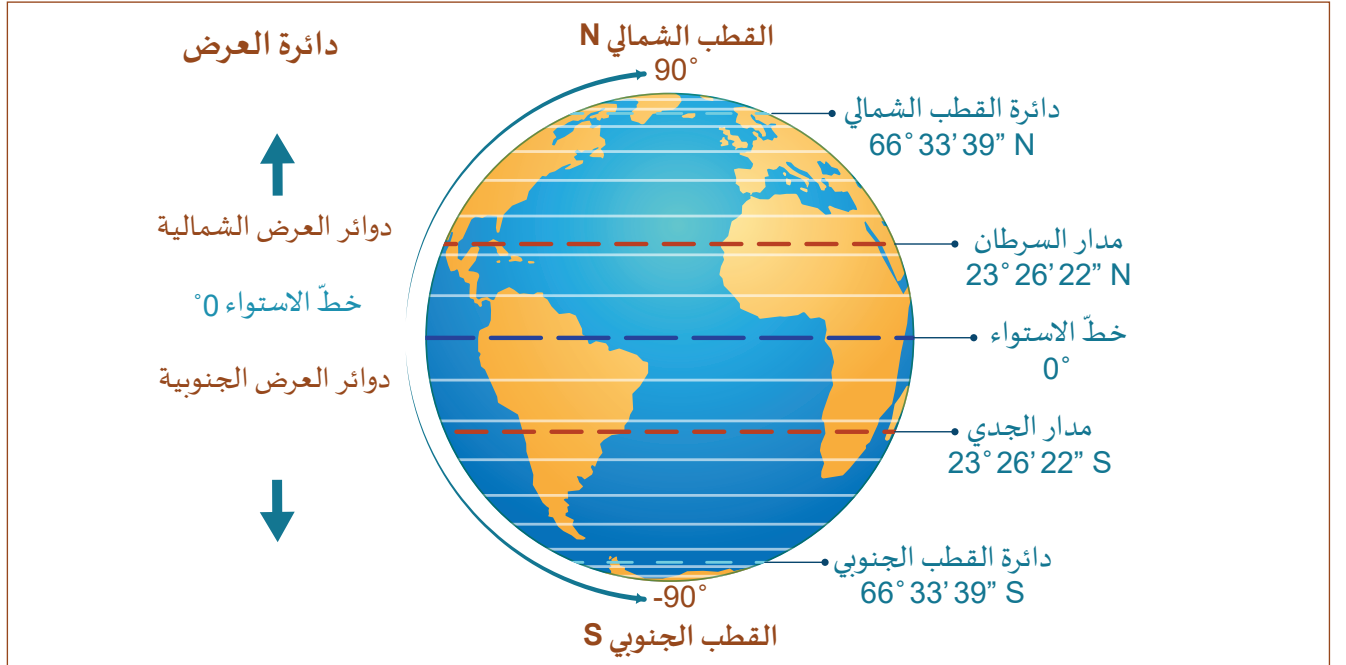 دائرة العرض
القطب الشمالي N
90°
دائرة القطب الشمالي
66° 33’ 39” N
دوائر العرض الشمالية
مدار السرطان
23° 26’ 22” N
خطّ الاستواء 0°
خطّ الاستواء
0°
دوائر العرض الجنوبية
مدار الجدي
23° 26’ 22” S
دائرة القطب الجنوبي
66° 33’ 39” S
-90°
القطب الجنوبي S